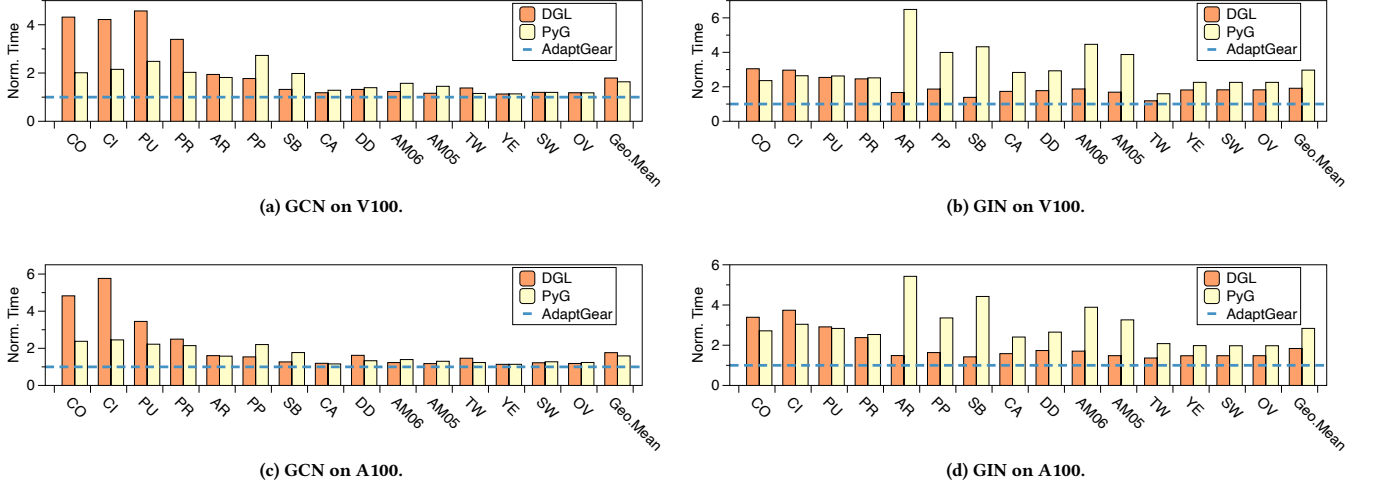 Norm. Time
4
2
0
DGL
PyG
AdaptGear
CO CI PU PR AR PP SB CA DD AM06 AM05 TW YE SW OV Geo.Mean
(a) GCN on V100.
Norm. Time
6
4
2
0
DGL
PyG
AdaptGear
CO CI PU PR AR PP SB CA DD AM06 AM05 TW YE SW OV Geo.Mean
(b) GIN on V100.
Norm. Time
6
4
2
0
DGL
PyG
AdaptGear
CO CI PU PR AR PP SB CA DD AM06 AM05 TW YE SW OV Geo.Mean
(c) GCN on A100.
Norm. Time
6
4
2
0
DGL
PyG
AdaptGear
CO CI PU PR AR PP SB CA DD AM06 AM05 TW YE SW OV Geo.Mean
(d) GIN on A100.